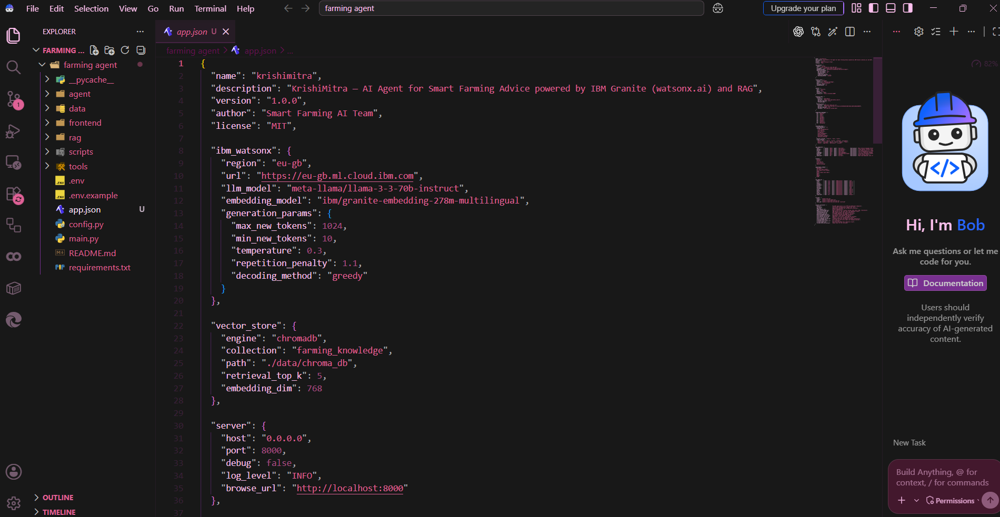 File Edit Selection View Go Run Terminal Help
farming agent
Upgrade your plan
EXPLORER
FARMING ...
farming agent
__pycache__
agent
data
frontend
rag
scripts
tools
.env
.env.example
app.json U
config.py
main.py
README.md
requirements.txt
OUTLINE
TIMELINE
1
app.json U
farming agent > app.json > ...
1 {
2 "name": "krishimitra",
3 "description": "KrishiMitra — AI Agent for Smart Farming Advice powered by IBM Granite (watsonx.ai) and RAG",
4 "version": "1.0.0",
5 "author": "Smart Farming AI Team",
6 "license": "MIT",
7
8 "ibm_watsonx": {
9 "region": "eu-gb",
10 "url": "https://eu-gb.ml.cloud.ibm.com",
11 "llm_model": "meta-llama/llama-3-3-70b-instruct",
12 "embedding_model": "ibm/granite-embedding-278m-multilingual",
13 "generation_params": {
14 "max_new_tokens": 1024,
15 "min_new_tokens": 10,
16 "temperature": 0.3,
17 "repetition_penalty": 1.1,
18 "decoding_method": "greedy"
19 }
20 },
21
22 "vector_store": {
23 "engine": "chromadb",
24 "collection": "farming_knowledge",
25 "path": "./data/chroma_db",
26 "retrieval_top_k": 5,
27 "embedding_dim": 768
28 },
29
30 "server": {
31 "host": "0.0.0.0",
32 "port": 8000,
33 "debug": false,
34 "log_level": "INFO",
35 "browse_url": "http://localhost:8000"
36 },
37
82%
</>
Hi, I'm Bob
Ask me questions or let me
code for you.
Documentation
Users should
independently verify
accuracy of AI-generated
content.
New Task
Build Anything, @ for
context, / for commands
Permissions